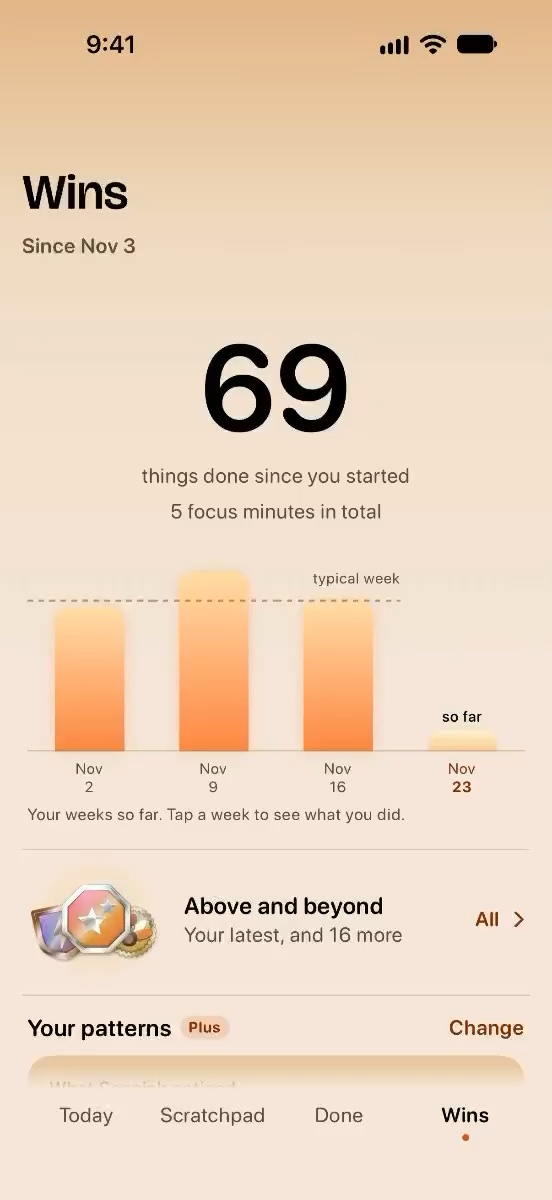 9:41
Wins
Since Nov 3
69
things done since you started
5 focus minutes in total
typical week
so far
Nov
2
Nov
9
Nov
16
Nov
23
Your weeks so far. Tap a week to see what you did.
Above and beyond
Your latest, and 16 more
All
Your patterns
Plus
Change
Today
Scratchpad
Done
Wins